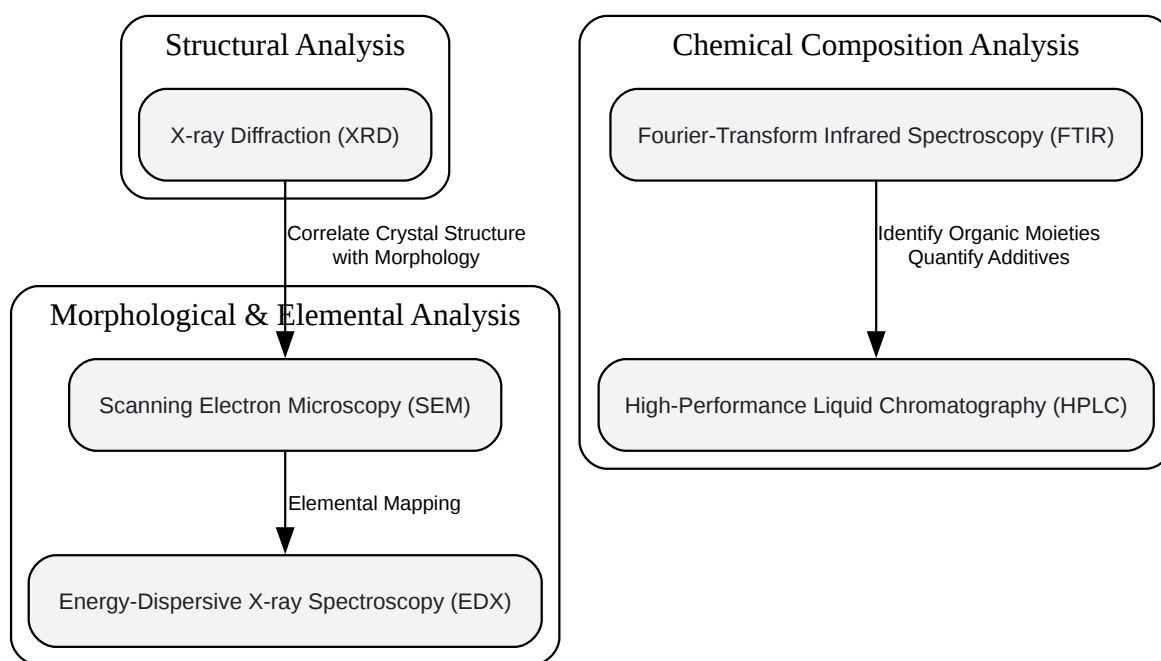 Structural Analysis
X-ray Diffraction (XRD)
Correlate Crystal Structure
with Morphology
Morphological & Elemental Analysis
Scanning Electron Microscopy (SEM)
Elemental Mapping
Energy-Dispersive X-ray Spectroscopy (EDX)
Chemical Composition Analysis
Fourier-Transform Infrared Spectroscopy (FTIR)
Identify Organic Moieties
Quantify Additives
High-Performance Liquid Chromatography (HPLC)